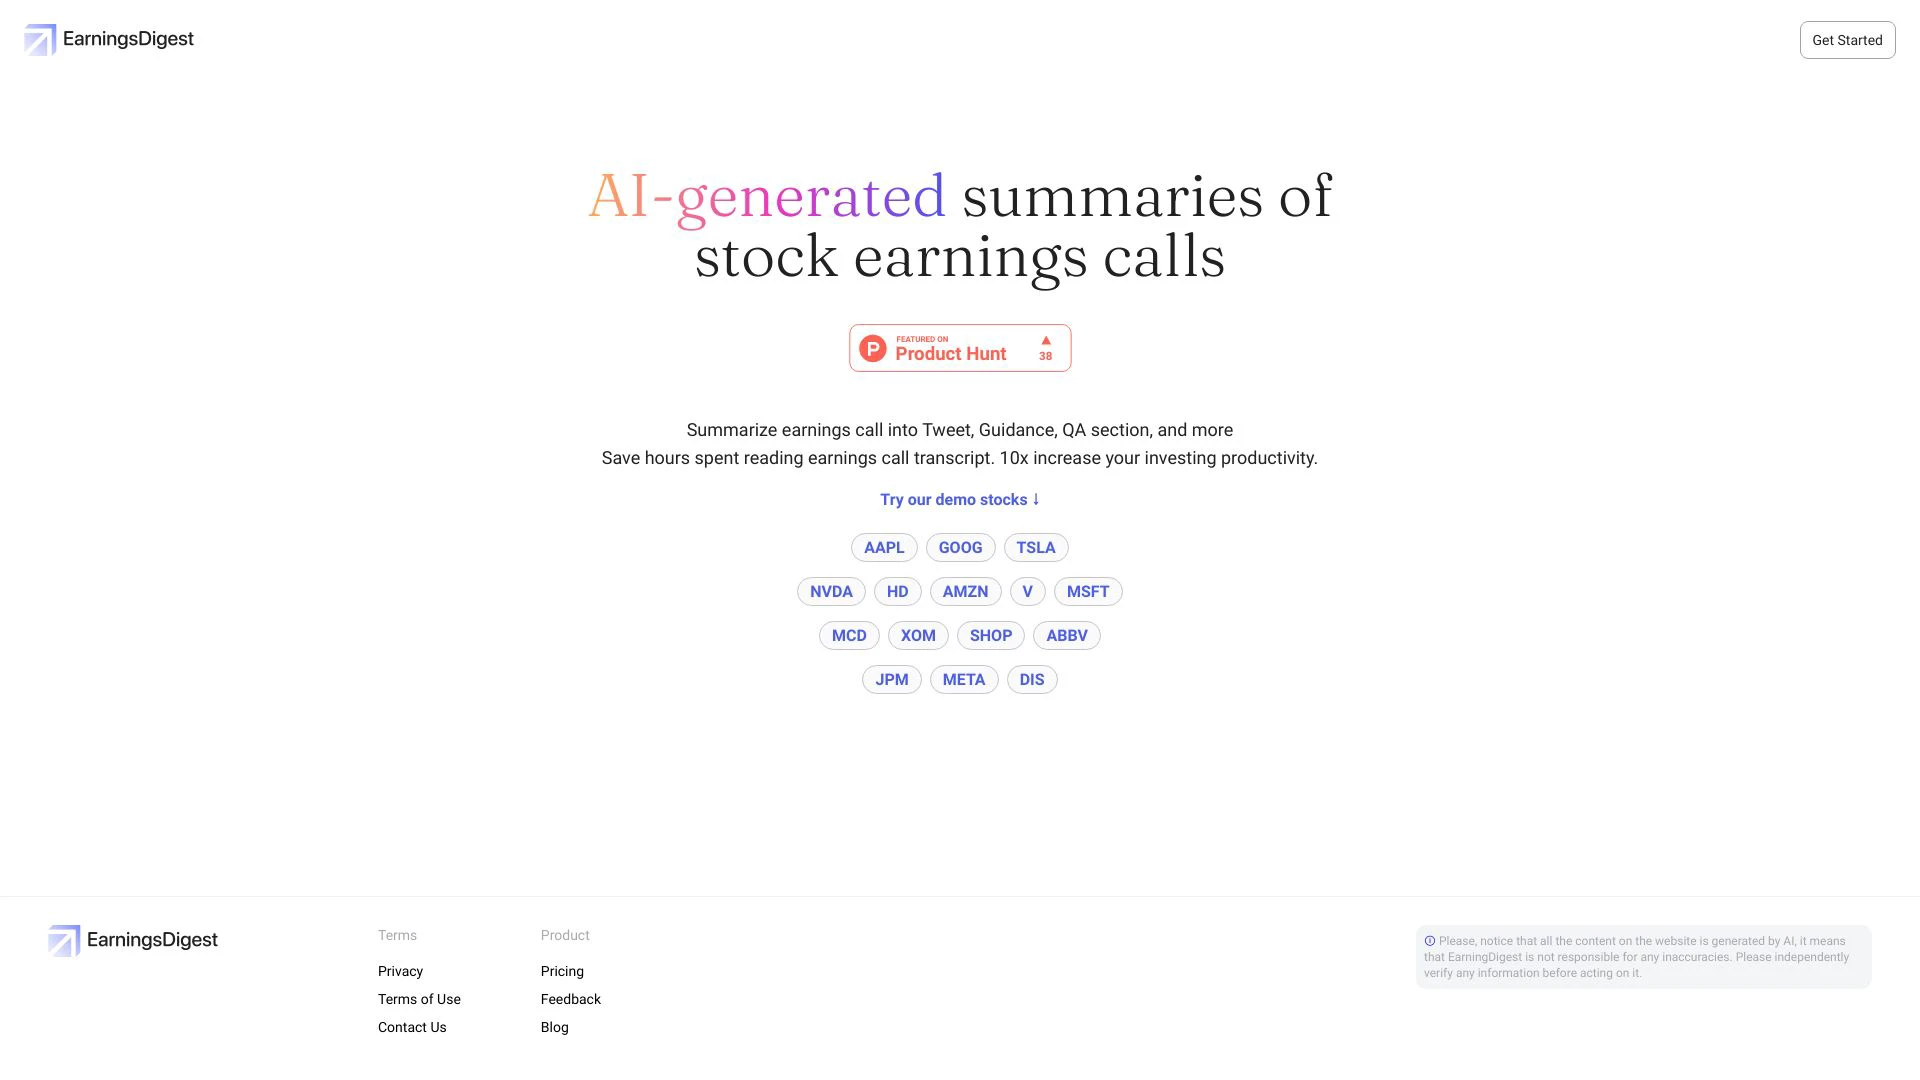 EarningsDigest
Get Started
AI-generated summaries of
stock earnings calls
FEATURED ON
Product Hunt
38
Summarize earnings call into Tweet, Guidance, QA section, and more
Save hours spent reading earnings call transcript. 10x increase your investing productivity.
Try our demo stocks ↓
AAPL GOOG TSLA
NVDA HD AMZN V MSFT
MCD XOM SHOP ABBV
JPM META DIS
EarningsDigest
Terms
Privacy
Terms of Use
Contact Us
Product
Pricing
Feedback
Blog
Please, notice that all the content on the website is generated by AI, it means
that EarningDigest is not responsible for any inaccuracies. Please independently
verify any information before acting on it.